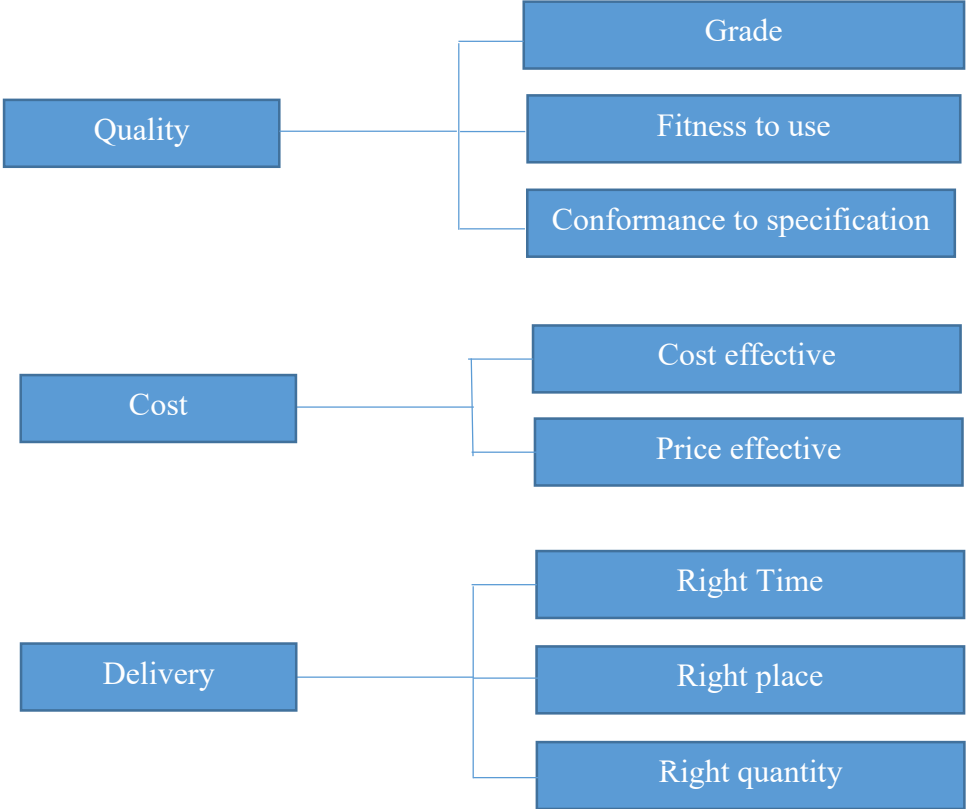 Quality
Grade
Fitness to use
Conformance to specification
Cost
Cost effective
Price effective
Delivery
Right Time
Right place
Right quantity